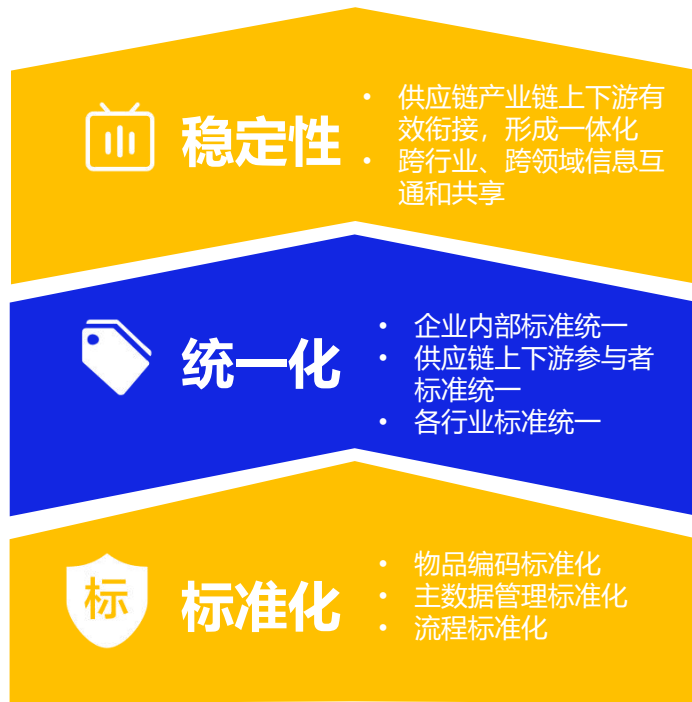 稳定性
• 供应链产业链上下游有
效衔接，形成一体化
• 跨行业、跨领域信息互
通和共享
统一化
• 企业内部标准统一
• 供应链上下游参与者
标准统一
• 各行业标准统一
标
标准化
• 物品编码标准化
• 主数据管理标准化
• 流程标准化